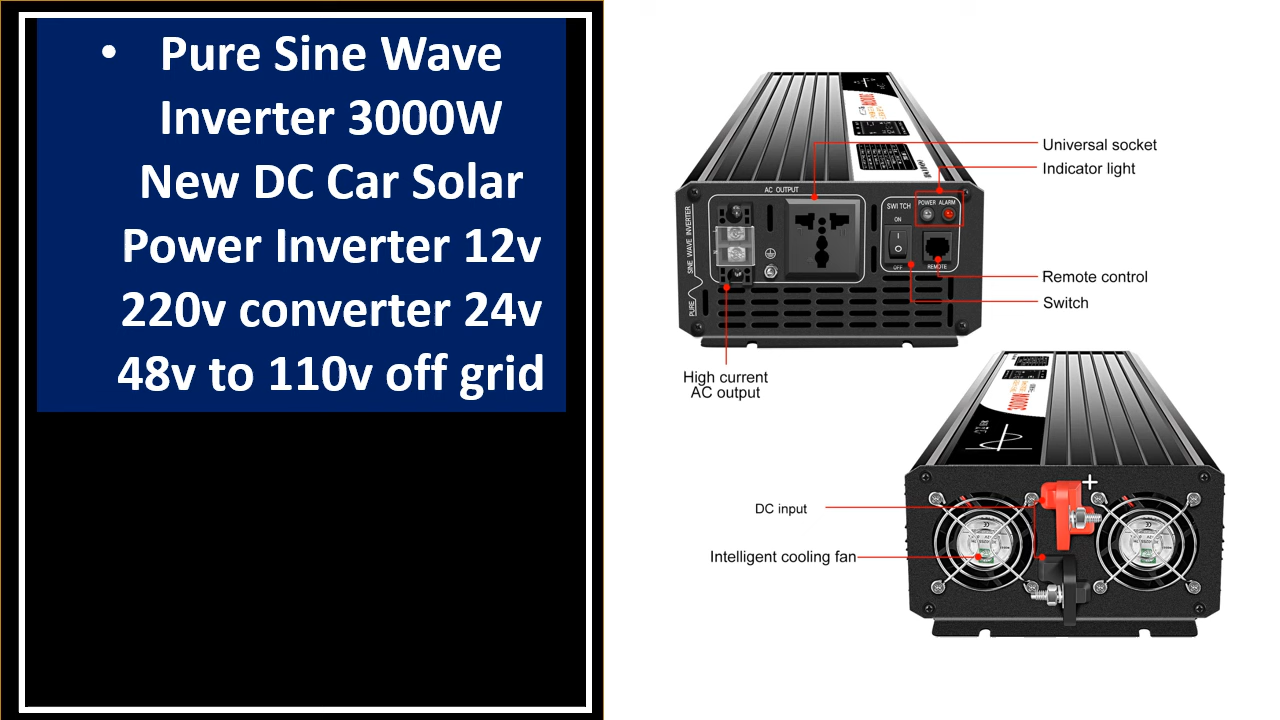 • Pure Sine Wave
Inverter 3000W
New DC Car Solar
Power Inverter 12v
220v converter 24v
48v to 110v off grid
Universal socket
Indicator light
AC OUTPUT
SWITCH
POWER ALARM
ON
OFF
REMOTE
PURE SINE WAVE INVERTER
Remote control
Switch
High current
AC output
3000W
+
DC input
Intelligent cooling fan